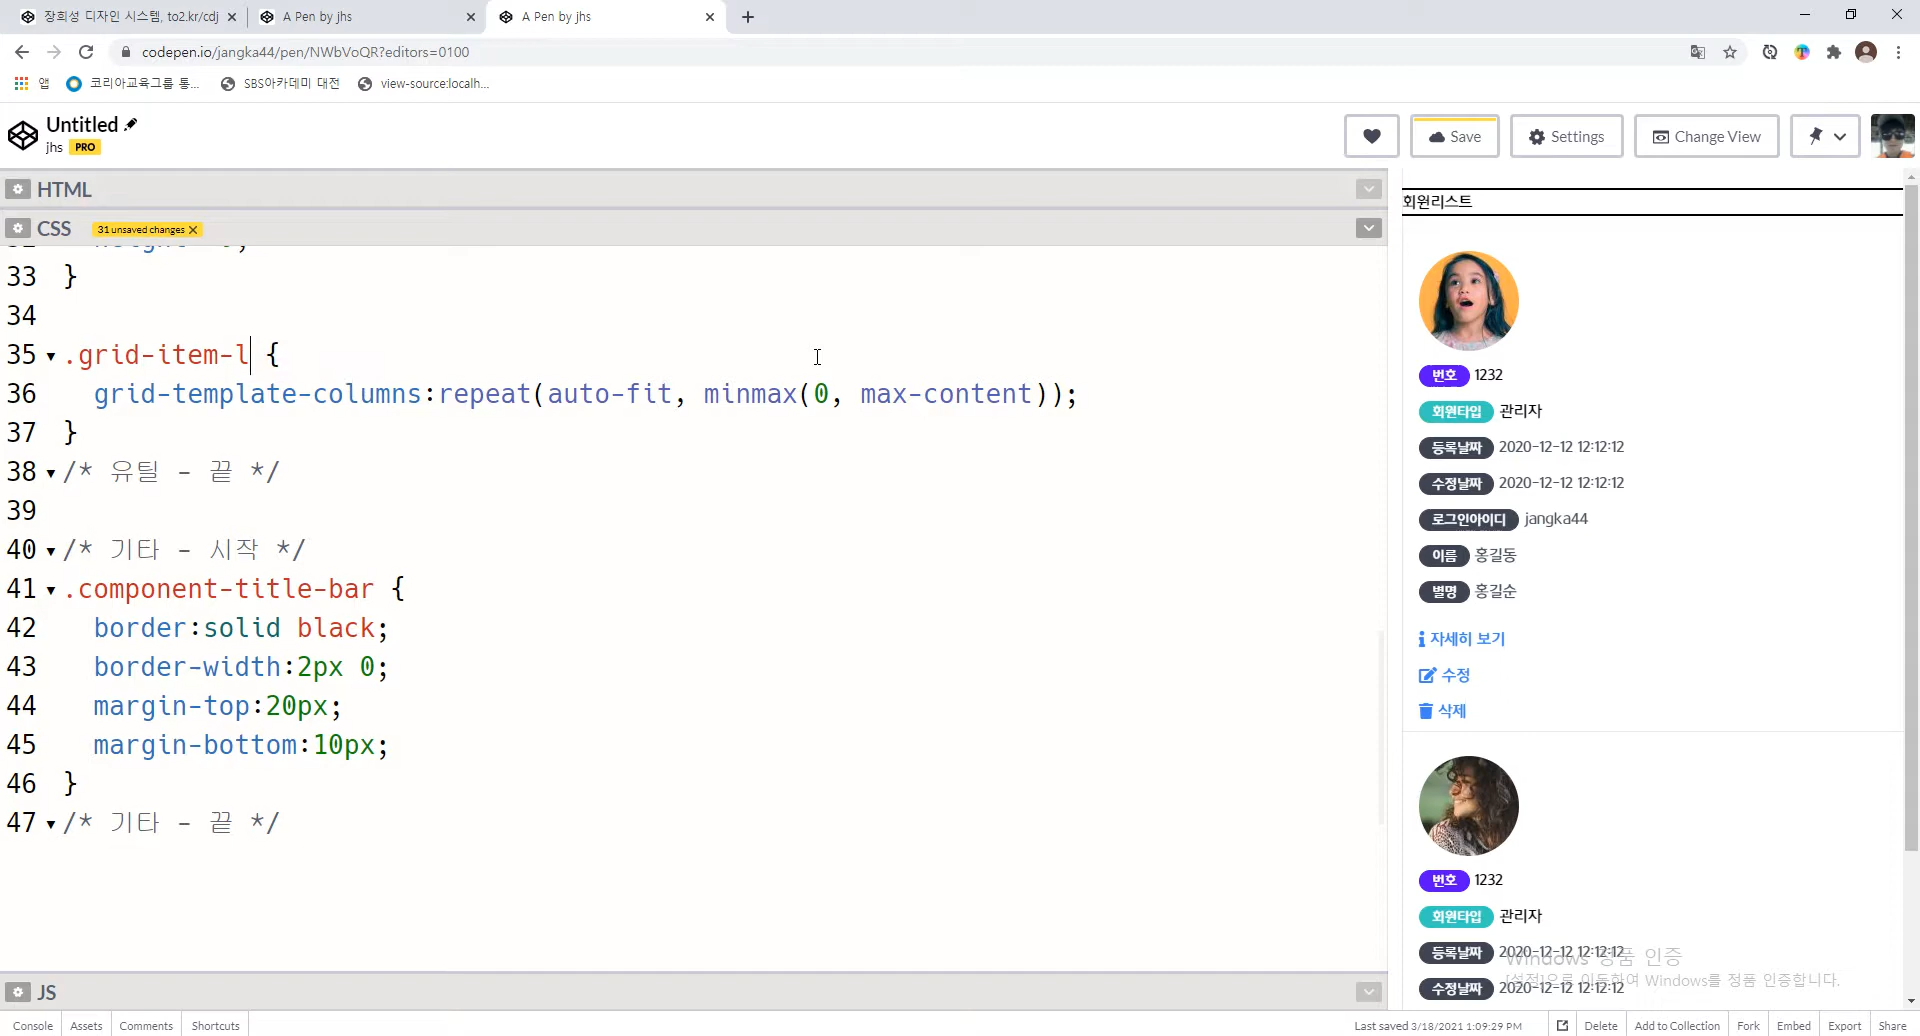 장희성 디자인 시스템, to2.kr/cdj
A Pen by jhs
A Pen by jhs
codepen.io/jangka44/pen/NWbVoQR?editors=0100
앱
코리아교육그룹 통...
SBS아카데미 대전
view-source:localh...
Untitled
jhs PRO
Save
Settings
Change View
HTML
CSS 31 unsaved changes
33 }
34
35 .grid-item-l {
36 grid-template-columns:repeat(auto-fit, minmax(0, max-content));
37 }
38 /* 유틸 - 끝 */
39
40 /* 기타 - 시작 */
41 .component-title-bar {
42 border:solid black;
43 border-width:2px 0;
44 margin-top:20px;
45 margin-bottom:10px;
46 }
47 /* 기타 - 끝 */
JS
회원리스트
번호 1232
회원타입 관리자
등록날짜 2020-12-12 12:12:12
수정날짜 2020-12-12 12:12:12
로그인아이디 jangka44
이름 홍길동
별명 홍길순
자세히 보기
수정
삭제
번호 1232
회원타입 관리자
등록날짜 2020-12-12 12:12:12
수정날짜 2020-12-12 12:12:12
Windows 정품 인증
[설정]으로 이동하여 Windows를 정품 인증합니다.
Console
Assets
Comments
Shortcuts
Last saved 3/18/2021 1:09:29 PM
Delete
Add to Collection
Fork
Embed
Export
Share